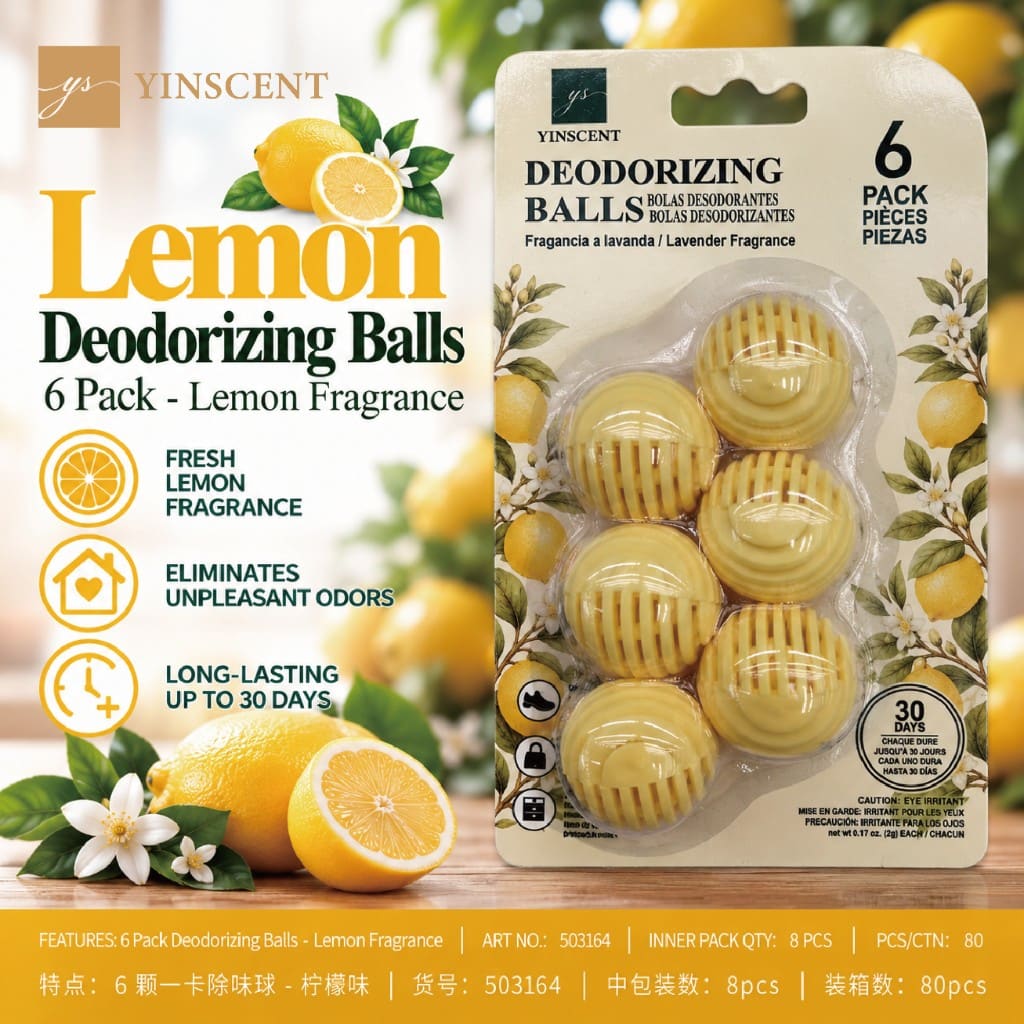 ys YINSCENT
Lemon
Deodorizing Balls
6 Pack - Lemon Fragrance
FRESH
LEMON
FRAGRANCE
ELIMINATES
UNPLEASANT ODORS
LONG-LASTING
UP TO 30 DAYS
ys
YINSCENT
DEODORIZING
BALLS
BOLAS DESODORANTES
BOLAS DESODORIZANTES
Fragancia a lavanda / Lavender Fragrance
6
PACK
PIÈCES
PIEZAS
30
DAYS
CHAQUE DURE
JUSQU'À 30 JOURS
CADA UNO DURA
HASTA 30 DÍAS
CAUTION: EYE IRRITANT
MISE EN GARDE: IRRITANT POUR LES YEUX
PRECAUCIÓN: IRRITANTE PARA LOS OJOS
net wt 0.17 oz. (2g) EACH / CHACUN
FEATURES: 6 Pack Deodorizing Balls - Lemon Fragrance | ART NO.: 503164 | INNER PACK QTY: 8 PCS | PCS/CTN: 80
特点：6 颗一卡除味球 - 柠檬味 | 货号：503164 | 中包装数：8pcs | 装箱数：80pcs